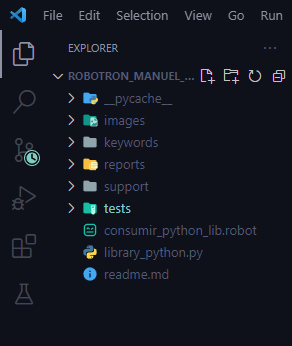 File Edit Selection View Go Run
EXPLORER ···
ROBOTRON_MANUEL_...
__pycache__
images
keywords
reports
support
tests
consumir_python_lib.robot
library_python.py
readme.md